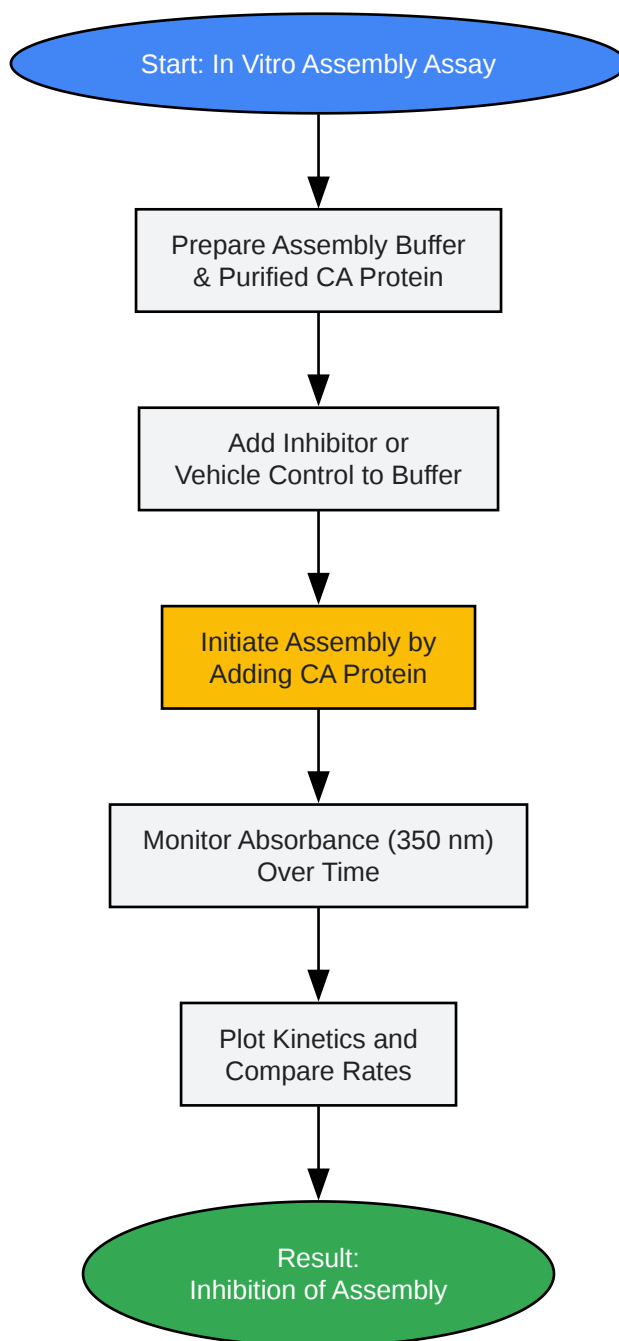 Start: In Vitro Assembly Assay
Prepare Assembly Buffer
& Purified CA Protein
Add Inhibitor or
Vehicle Control to Buffer
Initiate Assembly by
Adding CA Protein
Monitor Absorbance (350 nm)
Over Time
Plot Kinetics and
Compare Rates
Result:
Inhibition of Assembly